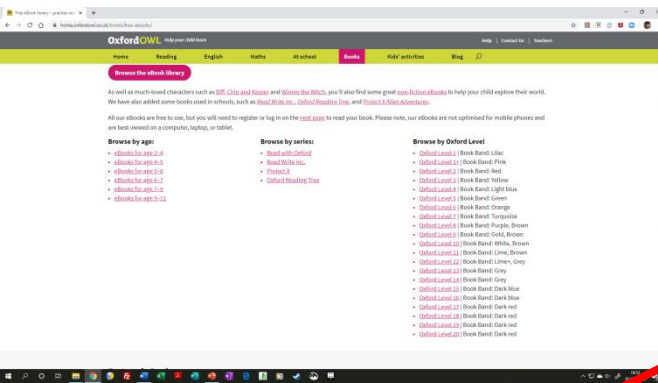 Free eBook library – practise rea
home.oxfordowl.co.uk/books/free-ebooks/
OxfordOWL Help your child learn
Help | Contact Us | Teachers
Home Reading English Maths At school Books Kids' activities Blog
Browse the eBook library
As well as much-loved characters such as Biff, Chip and Kipper and Winnie the Witch, you'll also find some great non-fiction eBooks to help your child explore their world.
We have also added some books used in schools, such as Read Write Inc., Oxford Reading Tree, and Project X Alien Adventures.
All our eBooks are free to use, but you will need to register or log in on the next page to read your book. Please note, our eBooks are not optimised for mobile phones and
are best viewed on a computer, laptop, or tablet.
Browse by age:
eBooks for age 3–4
eBooks for age 4–5
eBooks for age 5–6
eBooks for age 6–7
eBooks for age 7–9
eBooks for age 9–11
Browse by series:
Read with Oxford
Read Write Inc.
Project X
Oxford Reading Tree
Browse by Oxford Level
Oxford Level 1 | Book Band: Lilac
Oxford Level 1+ | Book Band: Pink
Oxford Level 2 | Book Band: Red
Oxford Level 3 | Book Band: Yellow
Oxford Level 4 | Book Band: Light blue
Oxford Level 5 | Book Band: Green
Oxford Level 6 | Book Band: Orange
Oxford Level 7 | Book Band: Turquoise
Oxford Level 8 | Book Band: Purple, Brown
Oxford Level 9 | Book Band: Gold, Brown
Oxford Level 10 | Book Band: White, Brown
Oxford Level 11 | Book Band: Lime, Brown
Oxford Level 12 | Book Band: Lime+, Grey
Oxford Level 13 | Book Band: Grey
Oxford Level 14 | Book Band: Grey
Oxford Level 15 | Book Band: Dark blue
Oxford Level 16 | Book Band: Dark blue
Oxford Level 17 | Book Band: Dark red
Oxford Level 18 | Book Band: Dark red
Oxford Level 19 | Book Band: Dark red
Oxford Level 20 | Book Band: Dark red